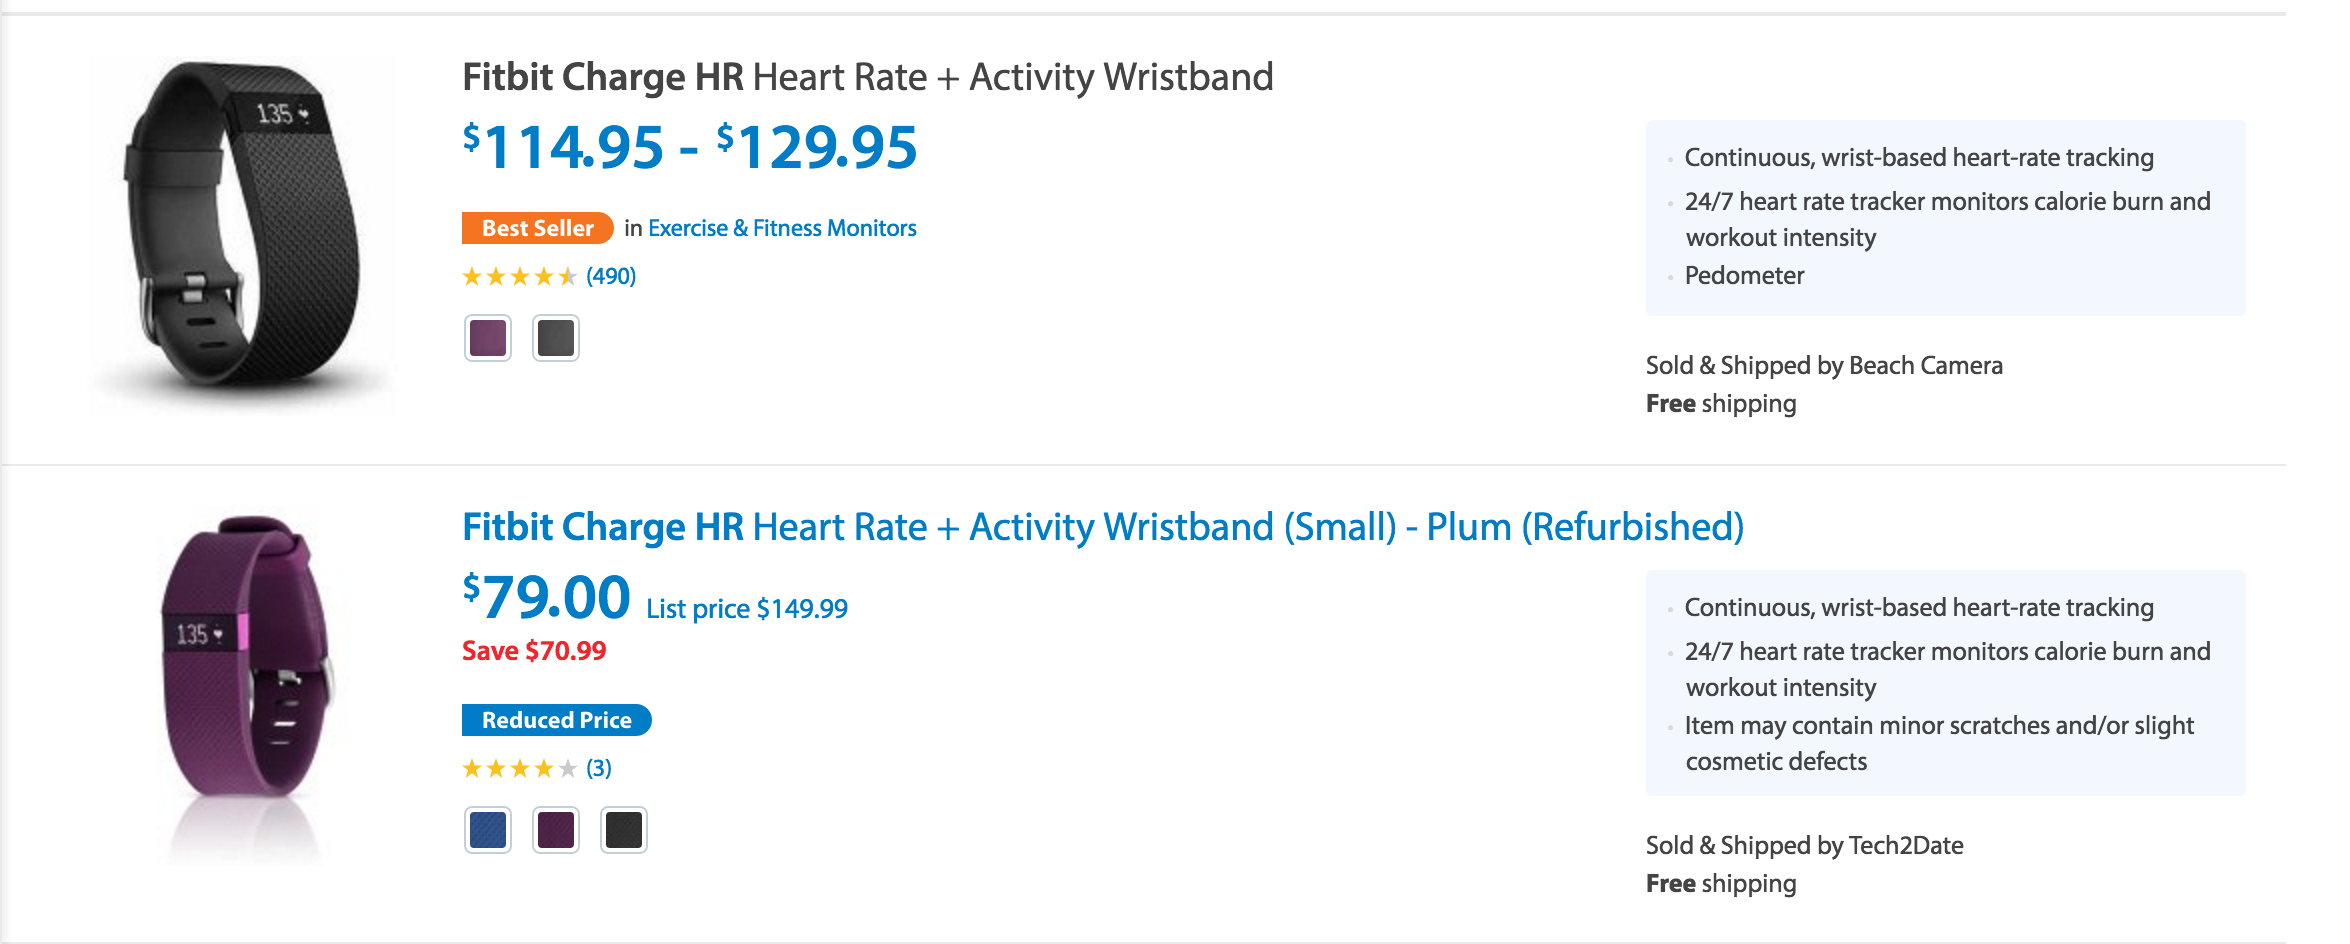 135
Fitbit Charge HR Heart Rate + Activity Wristband
$114.95 - $129.95
Best Seller in Exercise & Fitness Monitors
(490)
Continuous, wrist-based heart-rate tracking
24/7 heart rate tracker monitors calorie burn and
workout intensity
Pedometer
Sold & Shipped by Beach Camera
Free shipping
135
Fitbit Charge HR Heart Rate + Activity Wristband (Small) - Plum (Refurbished)
$79.00 List price $149.99
Save $70.99
Reduced Price
(3)
Continuous, wrist-based heart-rate tracking
24/7 heart rate tracker monitors calorie burn and
workout intensity
Item may contain minor scratches and/or slight
cosmetic defects
Sold & Shipped by Tech2Date
Free shipping